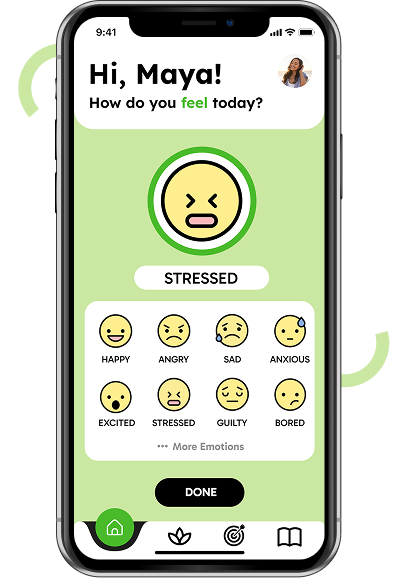 9:41
Hi, Maya!
How do you feel today?
STRESSED
HAPPY ANGRY SAD ANXIOUS
EXCITED STRESSED GUILTY BORED
••• More Emotions
DONE